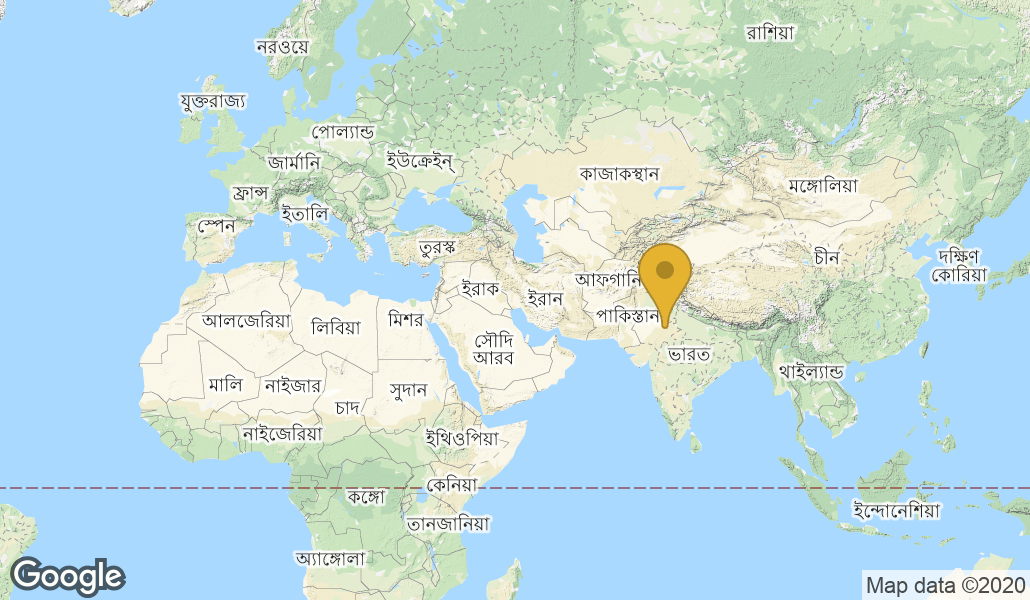 রাশিয়া
নরওয়ে
যুক্তরাজ্য
পোল্যান্ড
জার্মানি
ইউক্রেইন্
কাজাকস্থান
ফ্রান্স
মঙ্গোলিয়া
ইতালি
স্পেন
তুরস্ক
চীন
দক্ষিণ
কোরিয়া
আফগানি
ইরাক
ইরান
পাকিস্তান
আলজেরিয়া
লিবিয়া
মিশর
সৌদি
আরব
ভারত
থাইল্যান্ড
মালি
নাইজার
সুদান
চাদ
নাইজেরিয়া
ইথিওপিয়া
কেনিয়া
কঙ্গো
ইন্দোনেশিয়া
তানজানিয়া
অ্যাঙ্গোলা
Google
Map data ©2020